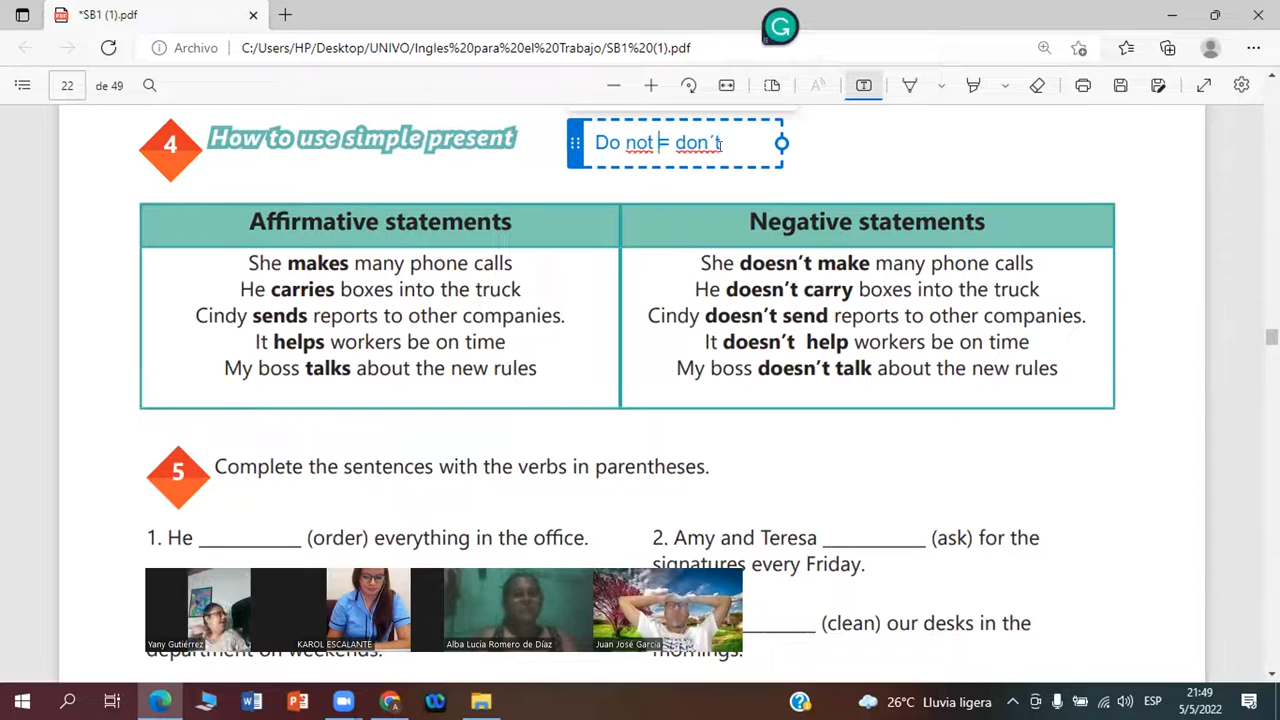 *SB1 (1).pdf
Archivo C:/Users/HP/Desktop/UNIVO/Ingles%20para%20el%20Trabajo/SB1%20(1).pdf
22 de 49
4 How to use simple present
Do not = don´t
Affirmative statements
She makes many phone calls
He carries boxes into the truck
Cindy sends reports to other companies.
It helps workers be on time
My boss talks about the new rules
Negative statements
She doesn't make many phone calls
He doesn't carry boxes into the truck
Cindy doesn't send reports to other companies.
It doesn't help workers be on time
My boss doesn't talk about the new rules
5 Complete the sentences with the verbs in parentheses.
1. He __________ (order) everything in the office.
2. Amy and Teresa __________ (ask) for the
signatures every Friday.
(clean) our desks in the
mornings.
department on weekends.
Yany Gutiérrez
KAROL ESCALANTE
Alba Lucia Romero de Díaz
Juan José García
26°C Lluvia ligera
ESP
21:49
5/5/2022